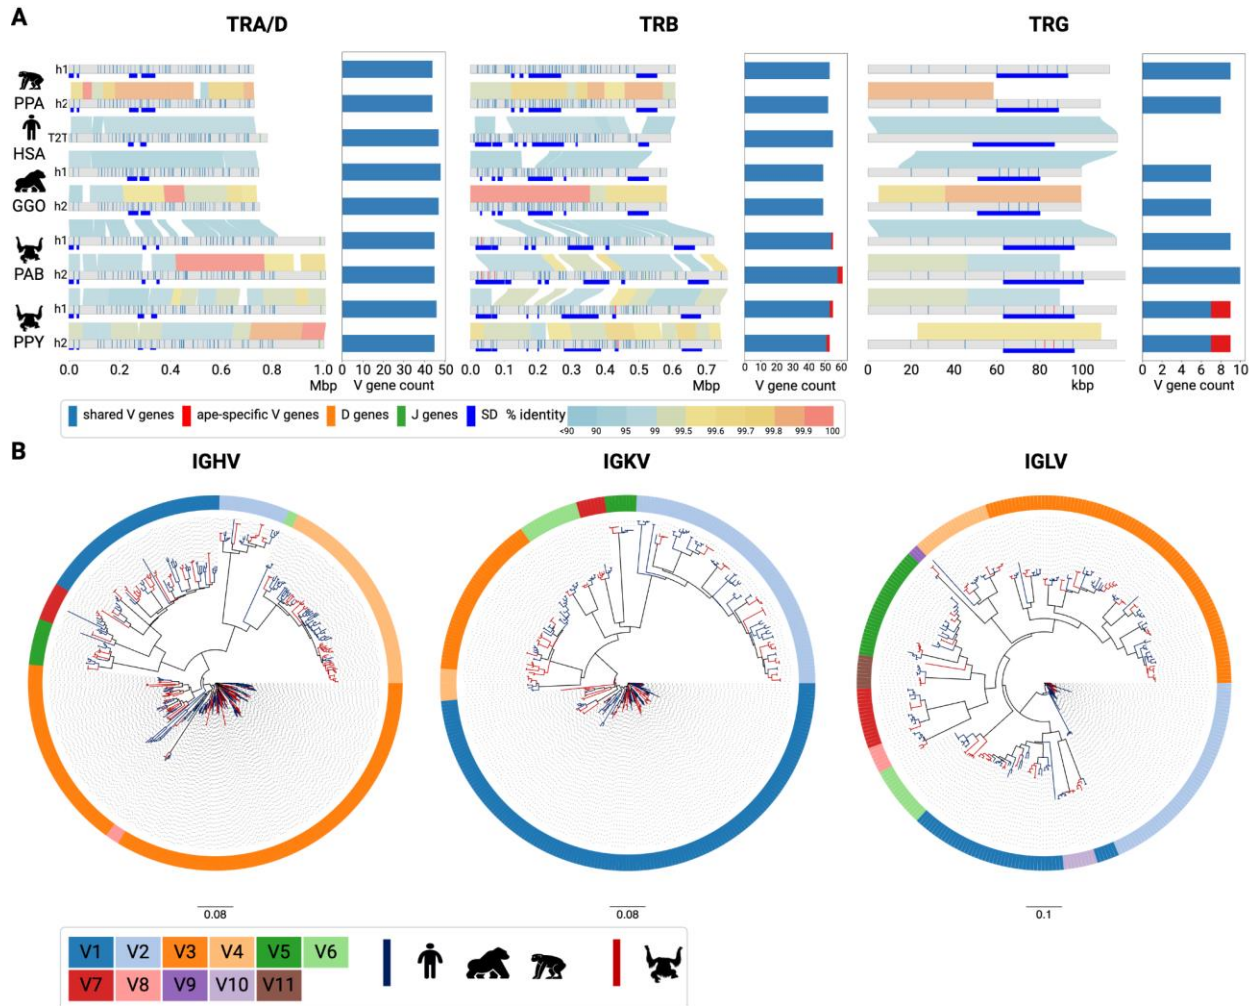 A
TRA/D
TRB
TRG
h1
PPA
h2
T2T
HSA
h1
GGO
h2
h1
PAB
h2
h1
PPY
h2
0.0 0.2 0.4 0.6 0.8 1.0
Mbp
0 10 20 30 40 50
V gene count
0.0 0.1 0.2 0.3 0.4 0.5 0.6 0.7
Mbp
0 10 20 30 40 50 60
V gene count
0 20 40 60 80 100
kbp
0 2 4 6 8 10
V gene count
shared V genes ape-specific V genes D genes J genes SD % identity
<90 90 95 99 99.5 99.6 99.7 99.8 99.9 100
B
IGHV
IGKV
IGLV
0.08
0.08
0.1
V1 V2 V3 V4 V5 V6
V7 V8 V9 V10 V11